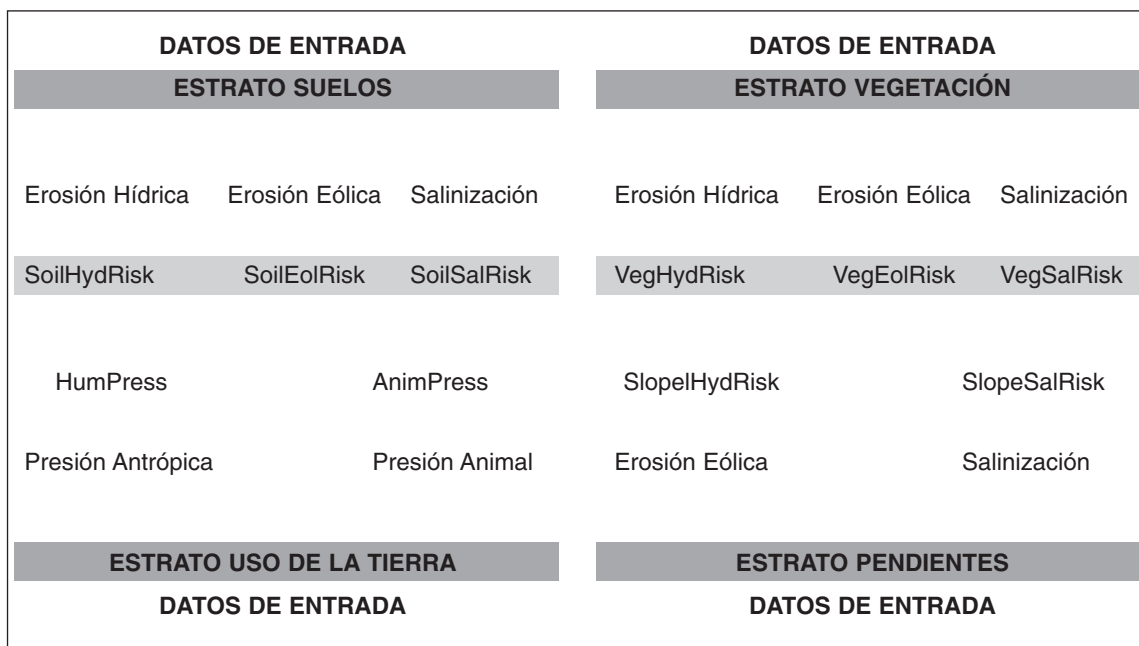 DATOS DE ENTRADA DATOS DE ENTRADA
ESTRATO SUELOS ESTRATO VEGETACIÓN
Erosión Hídrica Erosión Eólica Salinización Erosión Hídrica Erosión Eólica Salinización
SoilHydRisk SoilEolRisk SoilSalRisk VegHydRisk VegEolRisk VegSalRisk
HumPress AnimPress SlopelHydRisk SlopeSalRisk
Presión Antrópica Presión Animal Erosión Eólica Salinización
ESTRATO USO DE LA TIERRA ESTRATO PENDIENTES
DATOS DE ENTRADA DATOS DE ENTRADA